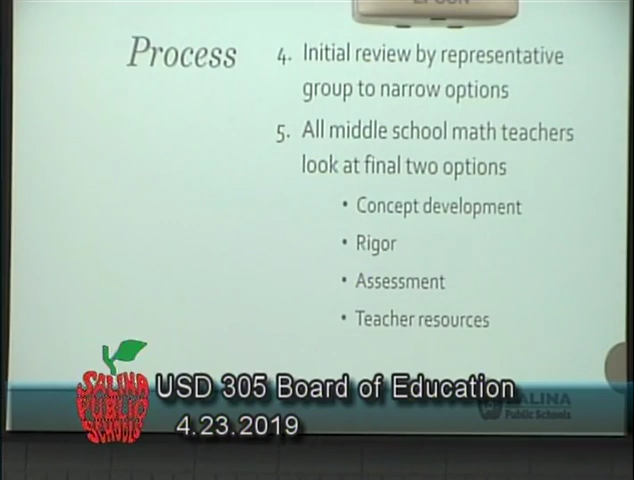 EPSON
Process
4. Initial review by representative
group to narrow options
5. All middle school math teachers
look at final two options
• Concept development
• Rigor
• Assessment
• Teacher resources
SALINA
PUBLIC
SCHOOLS
USD 305 Board of Education
4.23.2019
SALINA
Public Schools